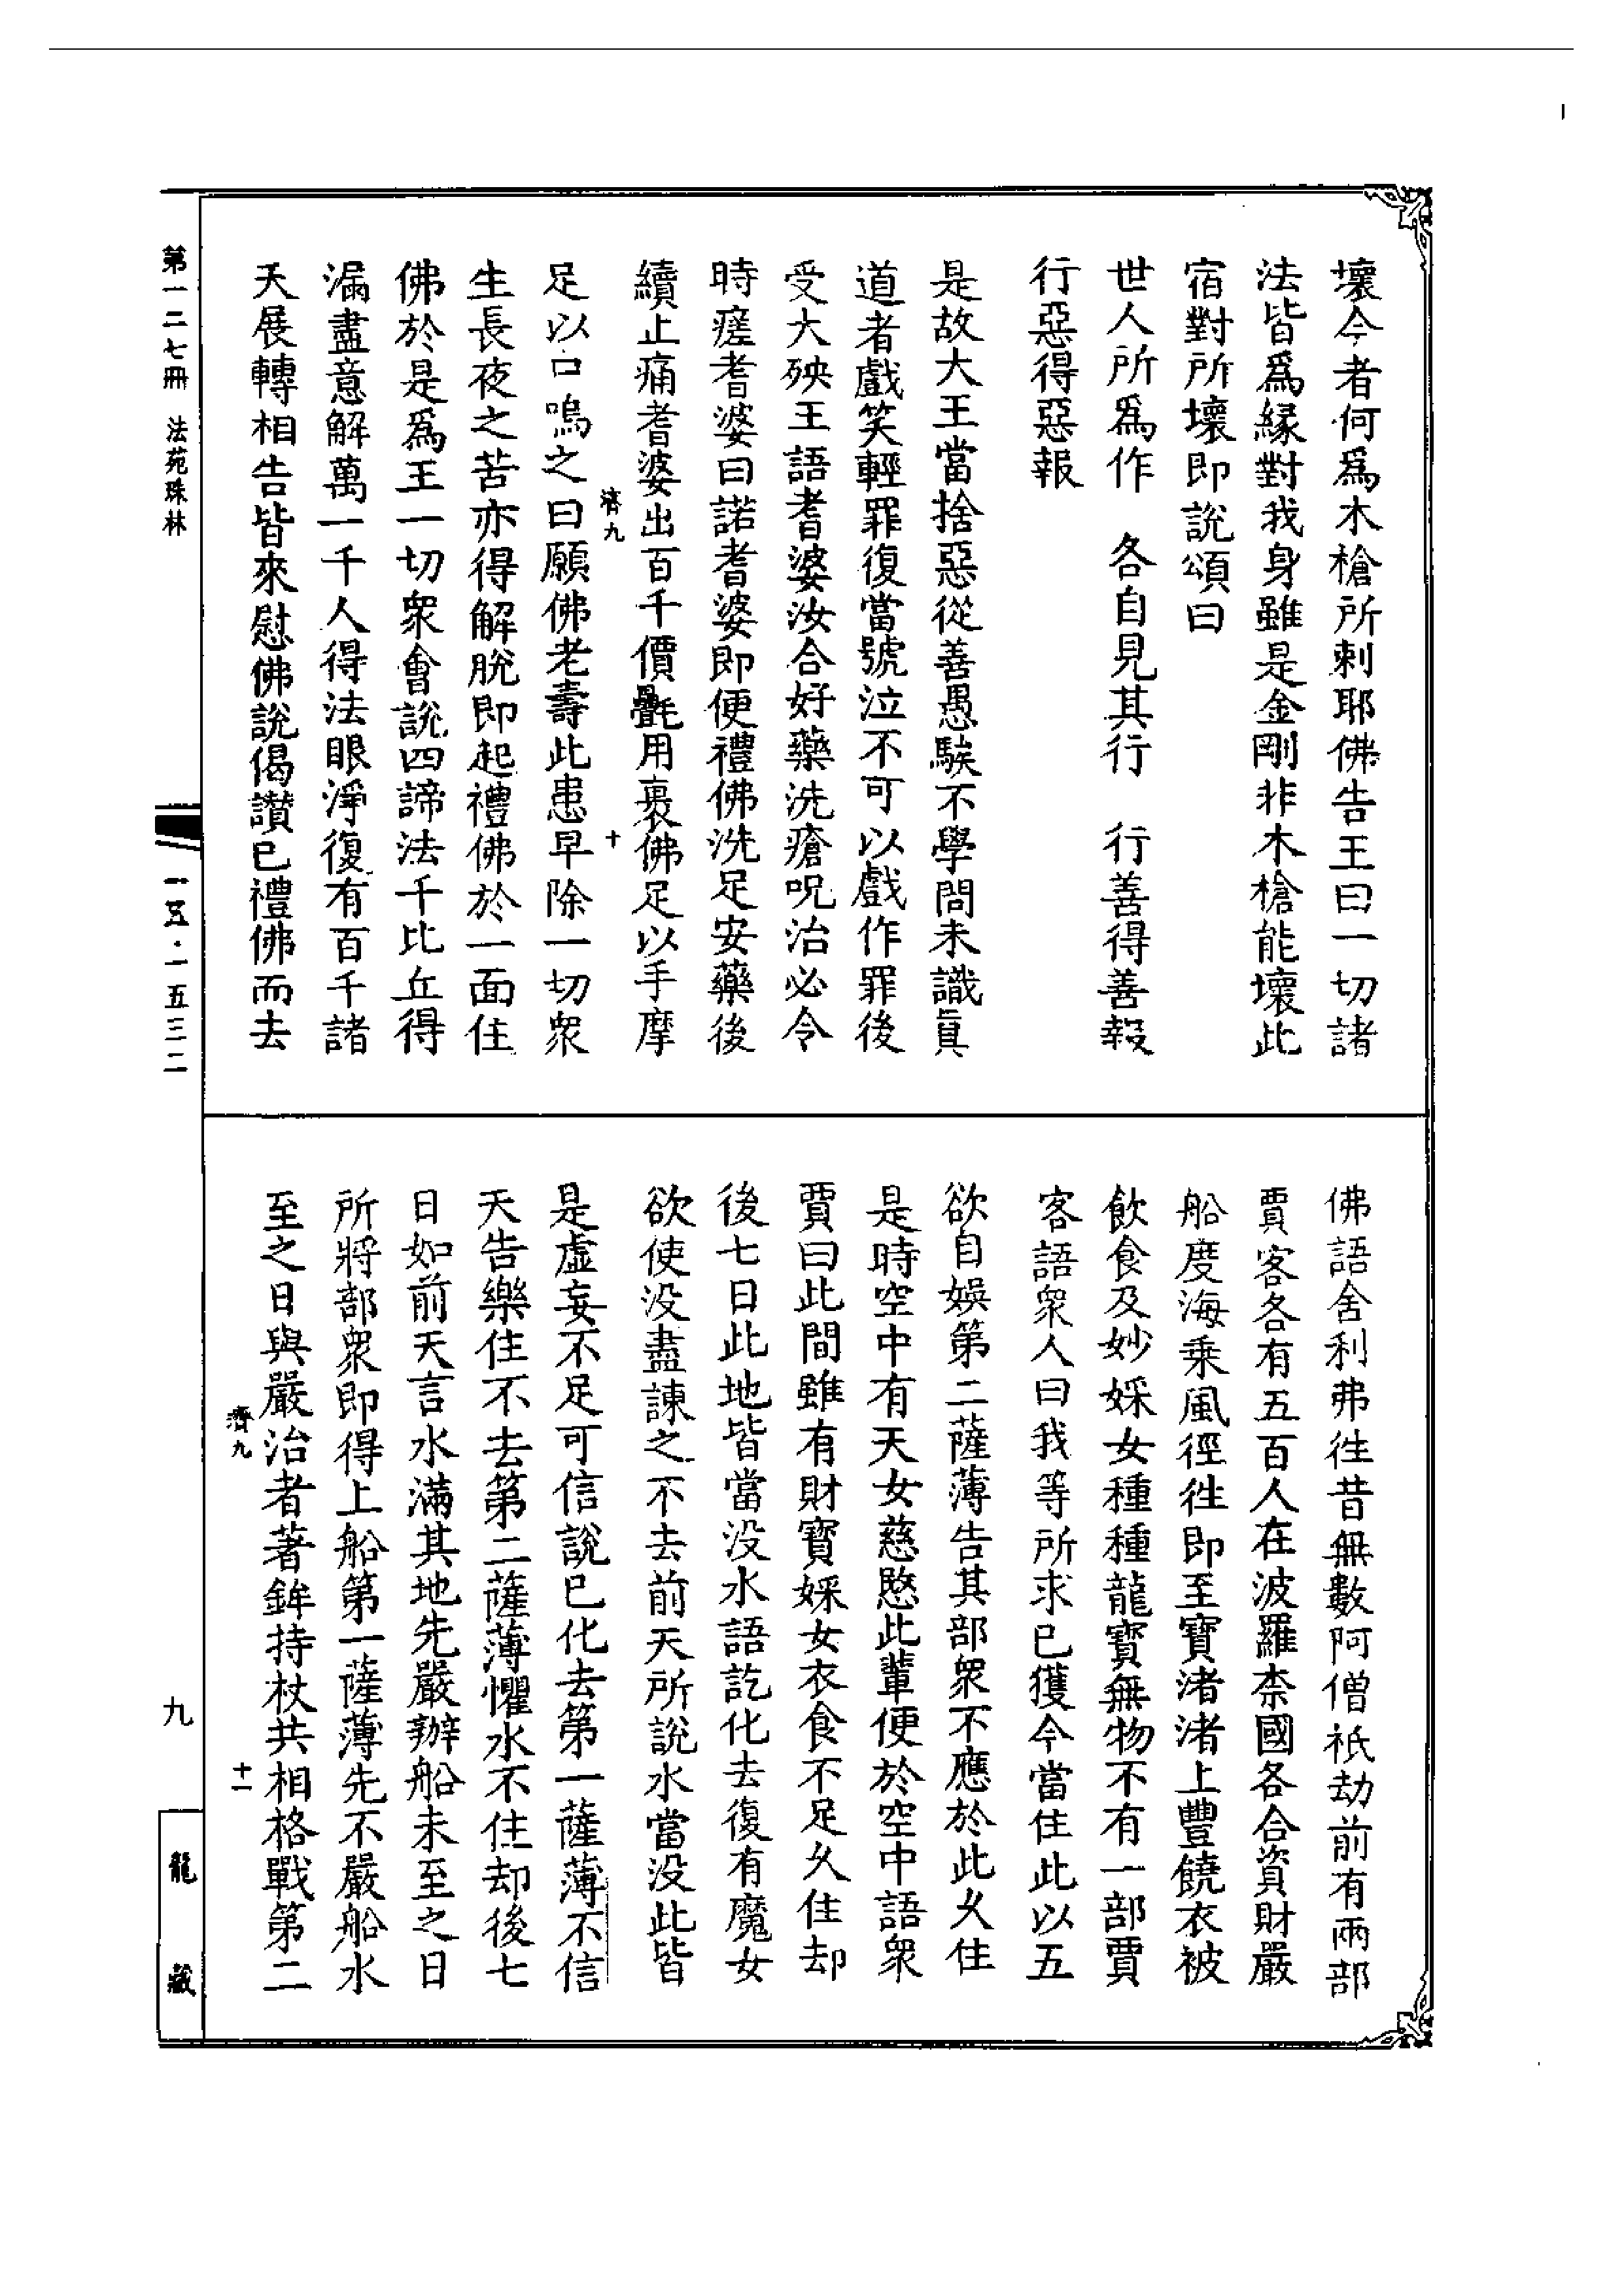 壞今者何爲木槍所刺耶佛告王曰一切諸
法皆爲緣對我身雖是金剛非木槍能壞此
宿對所壞即說頌曰
世人所爲作　各自見其行　行善得善報
行惡得惡報
是故大王當捨惡從善愚騃不學問未識眞
道者戲笑輕罪復當號泣不可以戲作罪後
受大殃王語耆婆汝合好藥洗瘡呪治必令
時瘥耆婆曰諾耆婆即便禮佛洗足安藥後
續止痛耆婆出百千價㲲用裹佛足以手摩
濟九　十
足以口嗚之曰願佛老壽此患早除一切衆
生長夜之苦亦得解脫即起禮佛於一面住
佛於是爲王一切衆會說四諦法千比丘得
漏盡意解萬一千人得法眼淨復有百千諸
天展轉相告皆來慰佛說偈讃已禮佛而去
佛語舍利弗徃昔無數阿僧祇劫前有兩部
賈客各有五百人在波羅柰國各合資財嚴
船度海乗風徑徃即至寶渚渚上豐饒衣被
飲食及妙婇女種種龍寶無物不有一部賈
客語衆人曰我等所求已獲今當住此以五
欲自娛第二薩薄告其部衆不應於此久住
是時空中有天女慈愍此輩便於空中語衆
賈曰此間雖有財寶婇女衣食不足久住却
後七日此地皆當没水語訖化去復有魔女
欲使没盡諫之不去前天所說水當没此皆
是虛妄不足可信說已化去第一薩薄不信
天告樂住不去第二薩薄懼水不住却後七
日如前天言水滿其地先嚴辦船未至之日
所將部衆即得上船第一薩薄先不嚴船水
至之日與嚴治者著鉾持杖共相格戰第二
濟九　十一
第一二七冊　法苑珠林
一一五・一五三二
九
龍藏